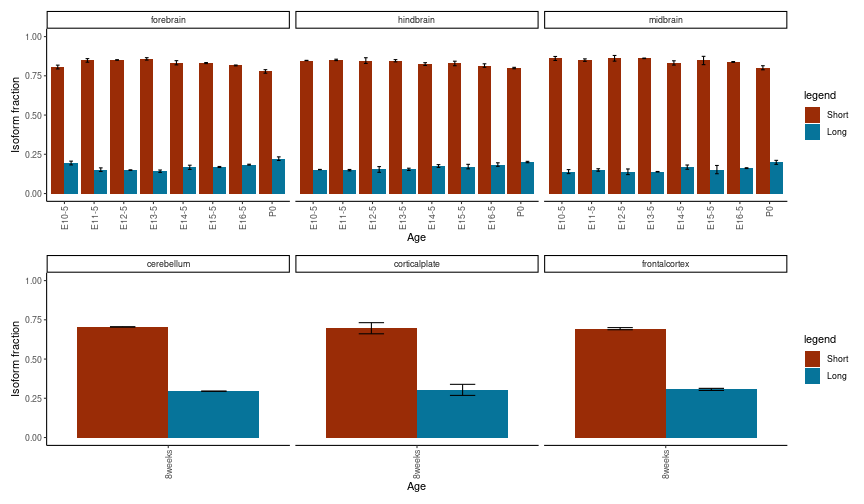 forebrain hindbrain midbrain
1.00
0.75
0.50
0.25
0.00
Isoform fraction
E10-5 E11-5 E12-5 E13-5 E14-5 E15-5 E16-5 P0 E10-5 E11-5 E12-5 E13-5 E14-5 E15-5 E16-5 P0 E10-5 E11-5 E12-5 E13-5 E14-5 E15-5 E16-5 P0
Age
legend
Short
Long
cerebellum corticalplate frontalcortex
1.00
0.75
0.50
0.25
0.00
Isoform fraction
8weeks 8weeks 8weeks
Age
legend
Short
Long